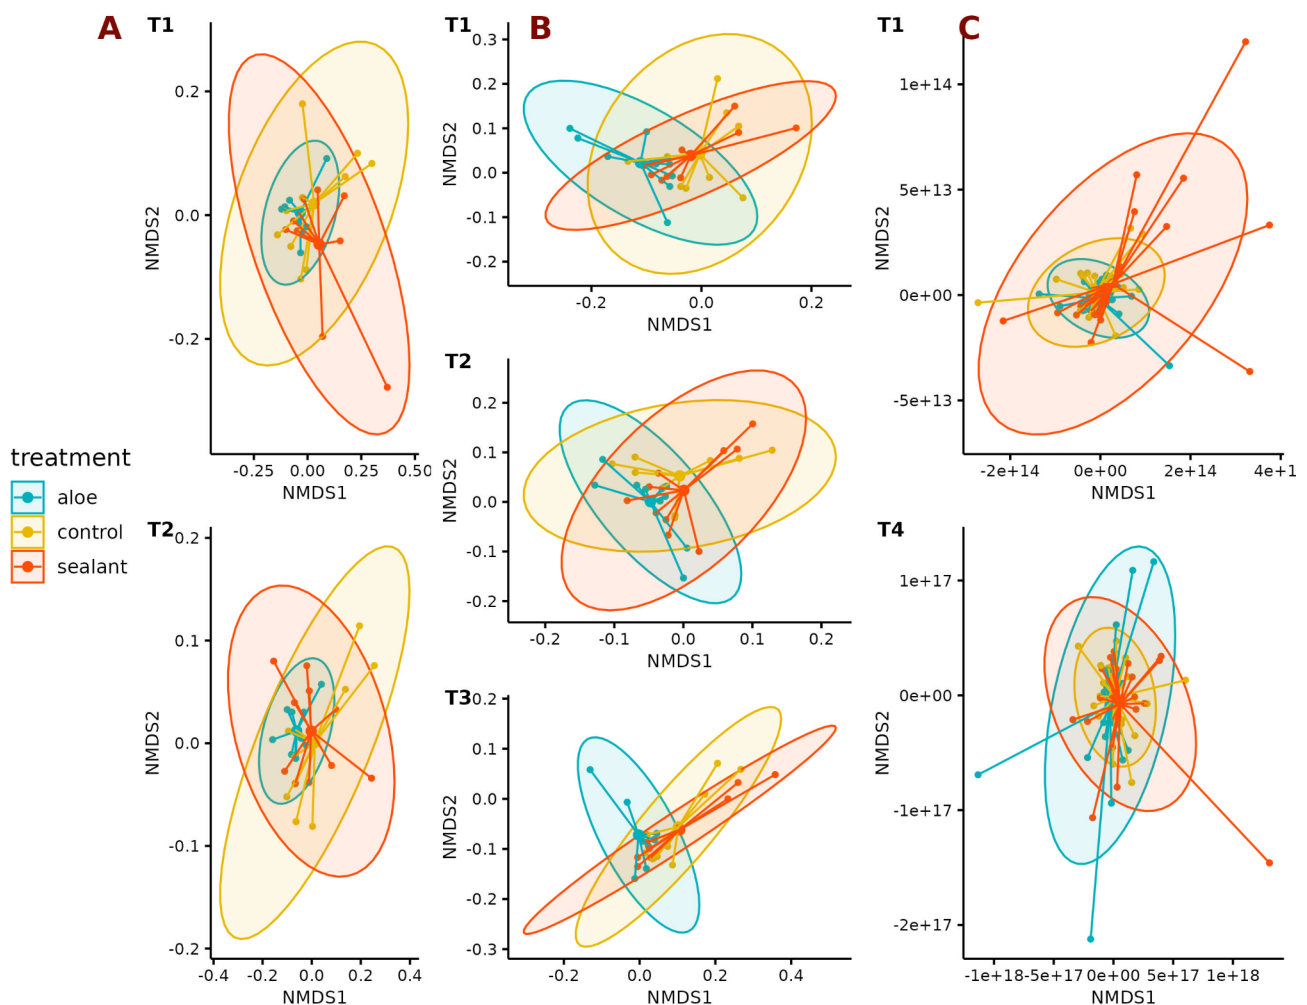 A
T1
0.2
0.0
-0.2
NMDS2
-0.25
0.00
0.25
0.50
NMDS1
T2
0.2
0.1
0.0
-0.1
-0.2
NMDS2
-0.4
-0.2
0.0
0.2
0.4
NMDS1
treatment
aloe
control
sealant
B
T1
0.3
0.2
0.1
0.0
-0.1
-0.2
NMDS2
-0.2
0.0
0.2
NMDS1
T2
0.2
0.1
0.0
-0.1
-0.2
NMDS2
-0.2
-0.1
0.0
0.1
0.2
NMDS1
T3
0.2
0.1
0.0
-0.1
-0.2
-0.3
NMDS2
-0.2
0.0
0.2
0.4
NMDS1
C
T1
1e+14
5e+13
0e+00
-5e+13
NMDS2
-2e+14
0e+00
2e+14
4e+1
NMDS1
T4
1e+17
0e+00
-1e+17
-2e+17
NMDS2
-1e+18
-5e+17
0e+00
5e+17
1e+18
NMDS1